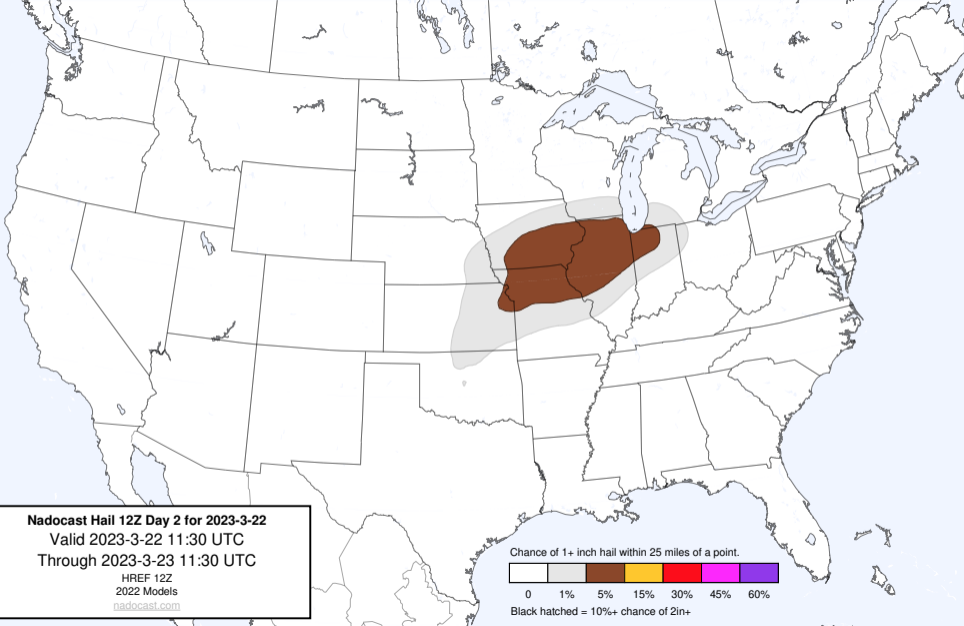 Nadocast Hail 12Z Day 2 for 2023-3-22
Valid 2023-3-22 11:30 UTC
Through 2023-3-23 11:30 UTC
HREF 12Z
2022 Models
nadocast.com
Chance of 1+ inch hail within 25 miles of a point.
0 1% 5% 15% 30% 45% 60%
Black hatched = 10%+ chance of 2in+